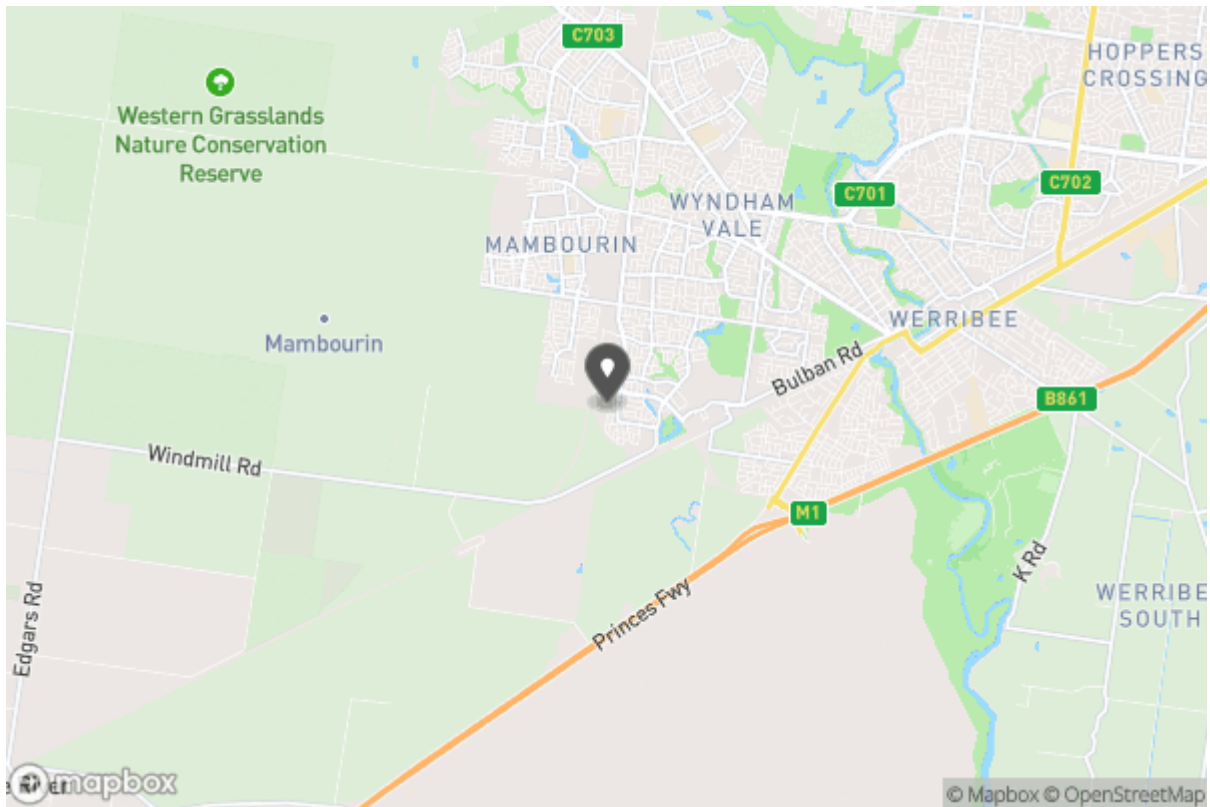 C703
HOPPERS
CROSSING
Western Grasslands
Nature Conservation
Reserve
C702
C701
WYNDHAM
VALE
MAMBOURIN
WERRIBEE
Mambourin
Bulban Rd
B861
Windmill Rd
M1
K Rd
Edgars Rd
Princes Fwy
WERRIBE
SOUTH
mapbox
© Mapbox © OpenStreetMap